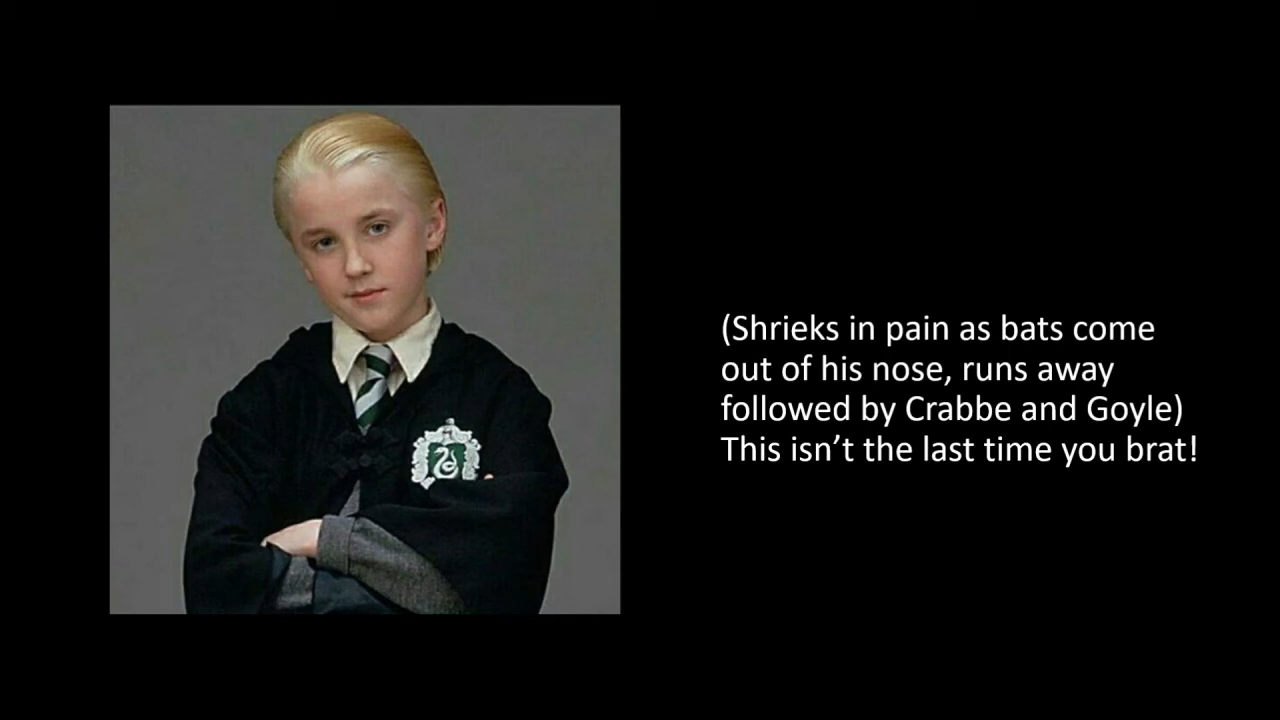 (Shrieks in pain as bats come
out of his nose, runs away
followed by Crabbe and Goyle)
This isn’t the last time you brat!